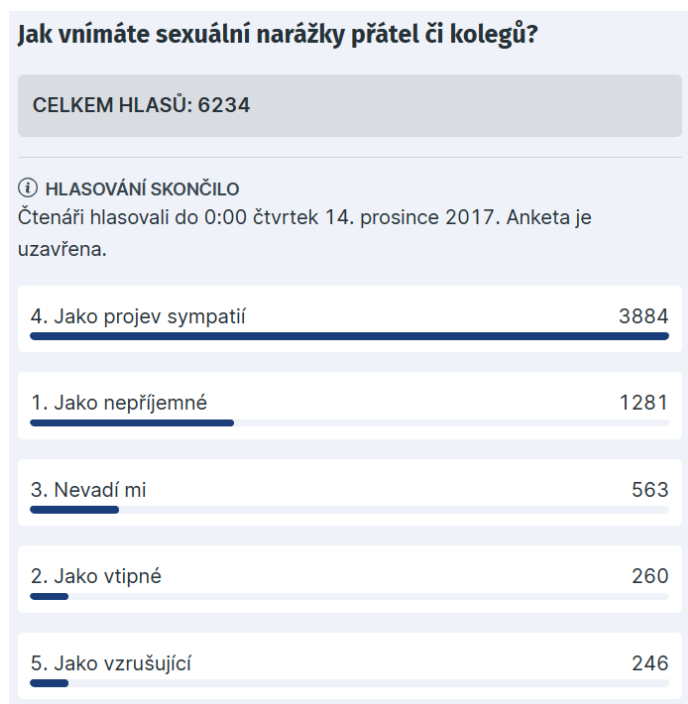 Jak vnímáte sexuální narážky přátel či kolegů?
CELKEM HLASŮ: 6234
HLASOVÁNÍ SKONČILO
Čtenáři hlasovali do 0:00 čtvrtek 14. prosince 2017. Anketa je
uzavřena.
4. Jako projev sympatií 3884
1. Jako nepříjemné 1281
3. Nevadí mi 563
2. Jako vtipné 260
5. Jako vzrušující 246